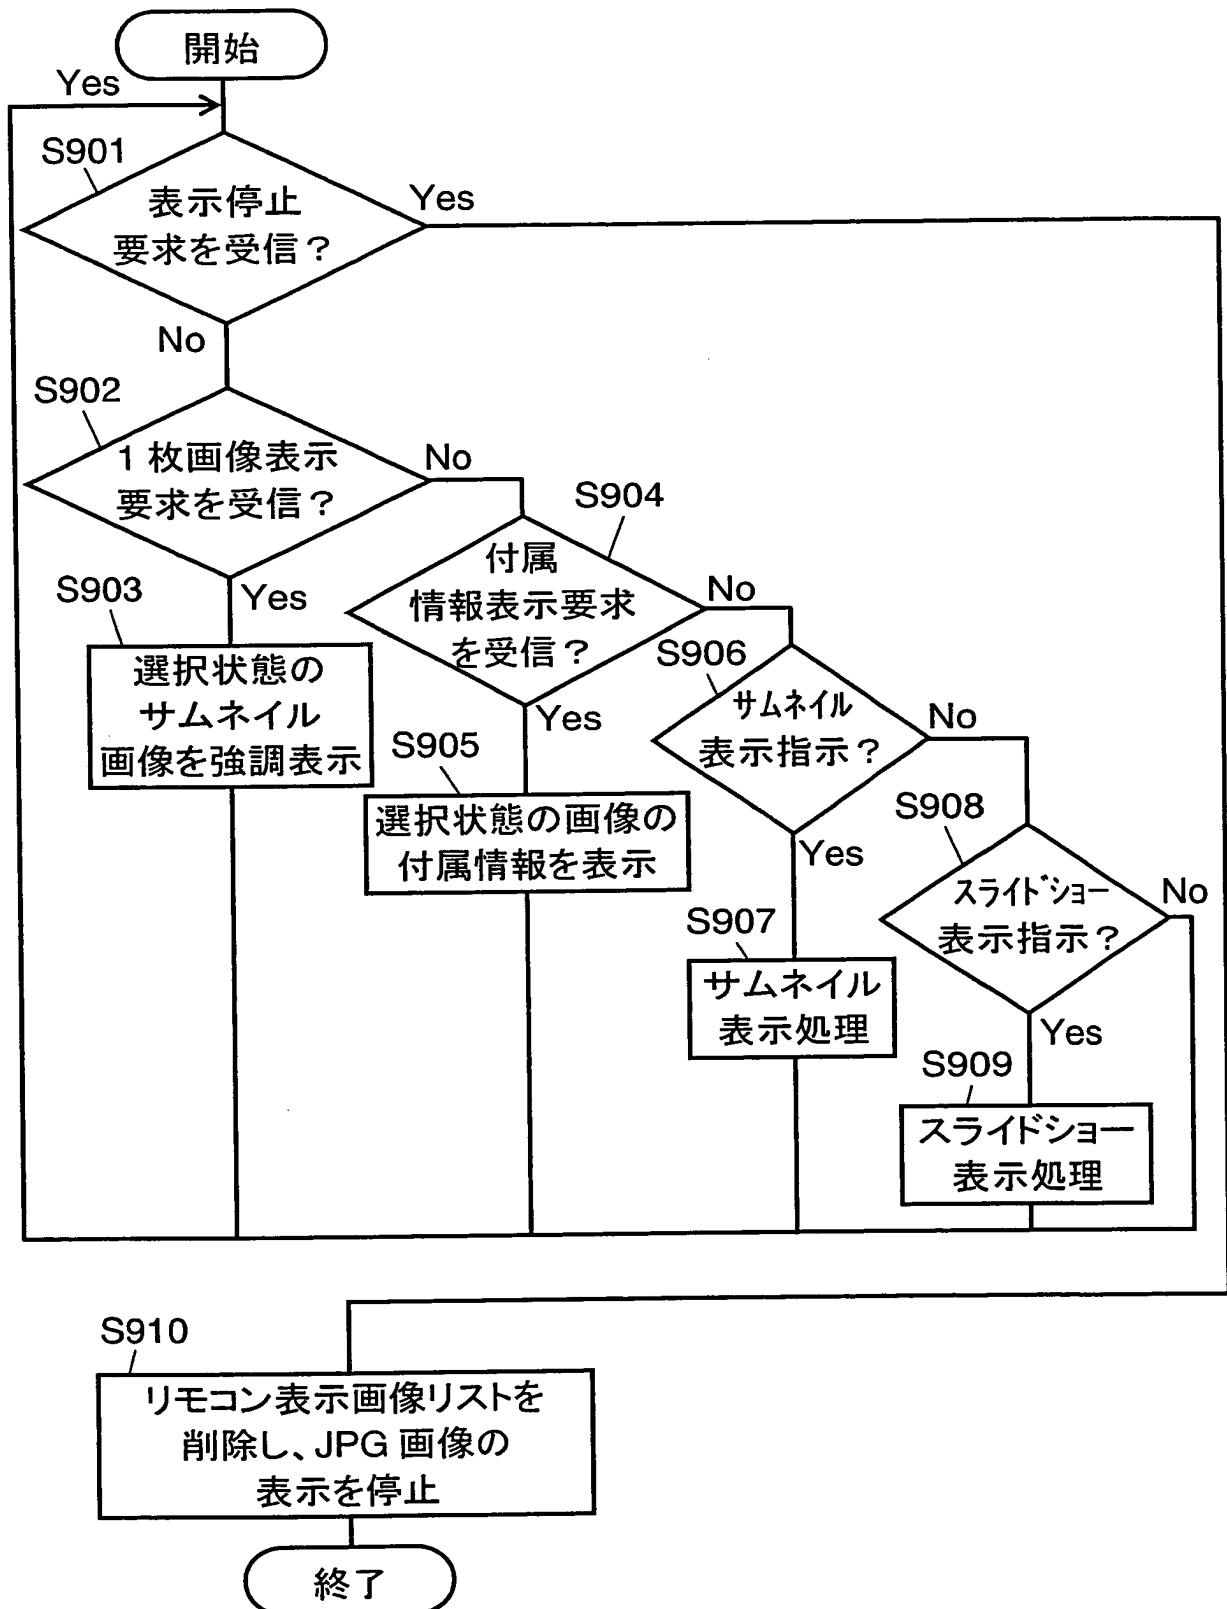 開始
Yes
S901
表示停止
要求を受信？
Yes
No
S902
1枚画像表示
要求を受信？
No
S903
Yes
選択状態の
サムネイル
画像を強調表示
S904
付属
情報表示要求
を受信？
No
Yes
S905
選択状態の画像の
付属情報を表示
S906
サムネイル
表示指示？
No
Yes
S907
サムネイル
表示処理
S908
スライドショー
表示指示？
No
Yes
S909
スライドショー
表示処理
S910
リモコン表示画像リストを
削除し、JPG 画像の
表示を停止
終了